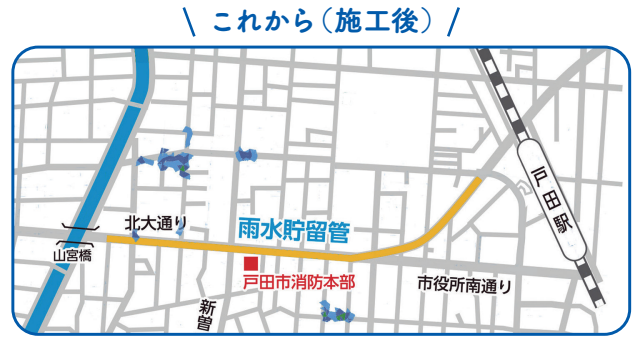 これから（施工後）
戸田駅
北大通り
雨水貯留管
山宮橋
戸田市消防本部
市役所南通り
新曽